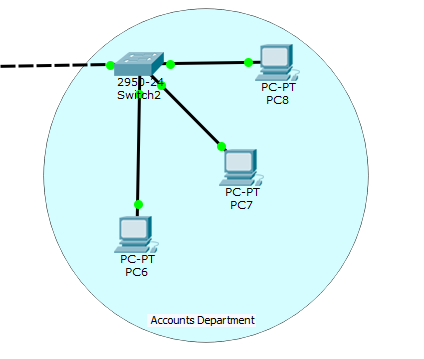 2950-24
Switch2
PC-PT
PC8
PC-PT
PC7
PC-PT
PC6
Accounts Department